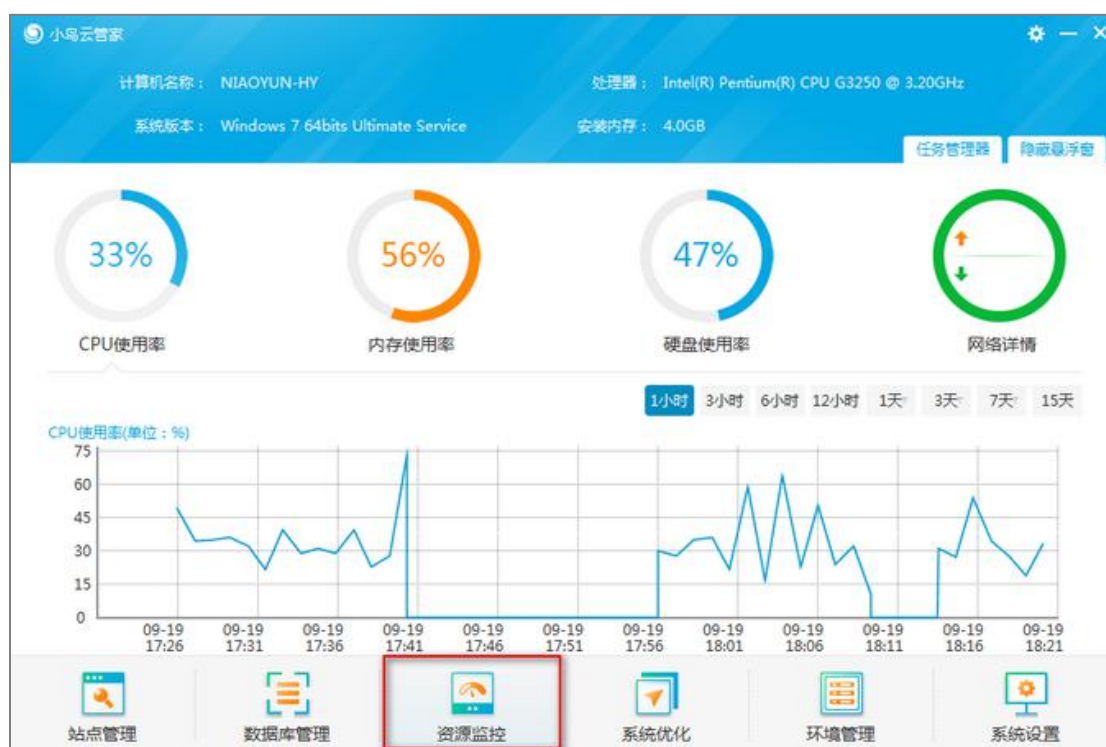 小鸟云管家
计算机名称： NIAOYUN-HY
处理器： Intel(R) Pentium(R) CPU G3250 @ 3.20GHz
系统版本： Windows 7 64bits Ultimate Service
安装内存： 4.0GB
任务管理器 隐藏悬浮窗
33% 56% 47%
CPU使用率 内存使用率 硬盘使用率 网络详情
1小时 3小时 6小时 12小时 1天 3天 7天 15天
CPU使用率(单位：%)
75
60
45
30
15
0
09-19 09-19 09-19 09-19 09-19 09-19 09-19 09-19 09-19 09-19 09-19 09-19
17:26 17:31 17:36 17:41 17:46 17:51 17:56 18:01 18:06 18:11 18:16 18:21
站点管理 数据库管理 资源监控 系统优化 环境管理 系统设置